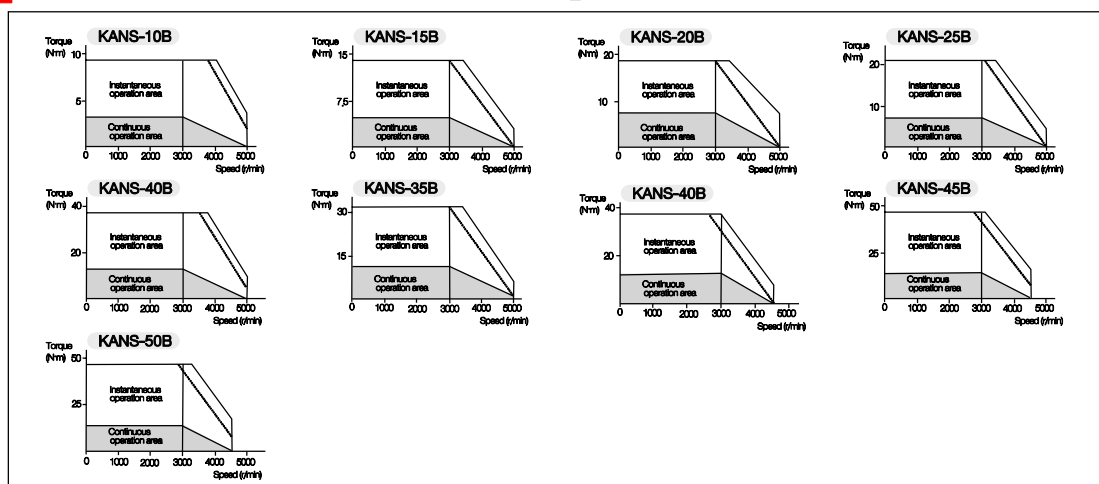 KANS-10B
Torque
(N·m)
10
5
Instantaneous
operation area
Continuous
operation area
0 1000 2000 3000 4000 5000
Speed (r/min)
KANS-15B
Torque
(N·m)
15
7,5
Instantaneous
operation area
Continuous
operation area
0 1000 2000 3000 4000 5000
Speed (r/min)
KANS-20B
Torque
(N·m)
20
10
Instantaneous
operation area
Continuous
operation area
0 1000 2000 3000 4000 5000
Speed (r/min)
KANS-25B
Torque
(N·m)
20
10
Instantaneous
operation area
Continuous
operation area
0 1000 2000 3000 4000 5000
Speed (r/min)
KANS-40B
Torque
(N·m)
40
20
Instantaneous
operation area
Continuous
operation area
0 1000 2000 3000 4000 5000
Speed (r/min)
KANS-35B
Torque
(N·m)
30
15
Instantaneous
operation area
Continuous
operation area
0 1000 2000 3000 4000 5000
Speed (r/min)
KANS-40B
Torque
(N·m)
40
20
Instantaneous
operation area
Continuous
operation area
0 1000 2000 3000 4000 5000
Speed (r/min)
KANS-45B
Torque
(N·m)
50
25
Instantaneous
operation area
Continuous
operation area
0 1000 2000 3000 4000 5000
Speed (r/min)
KANS-50B
Torque
(N·m)
50
25
Instantaneous
operation area
Continuous
operation area
0 1000 2000 3000 4000 5000
Speed (r/min)